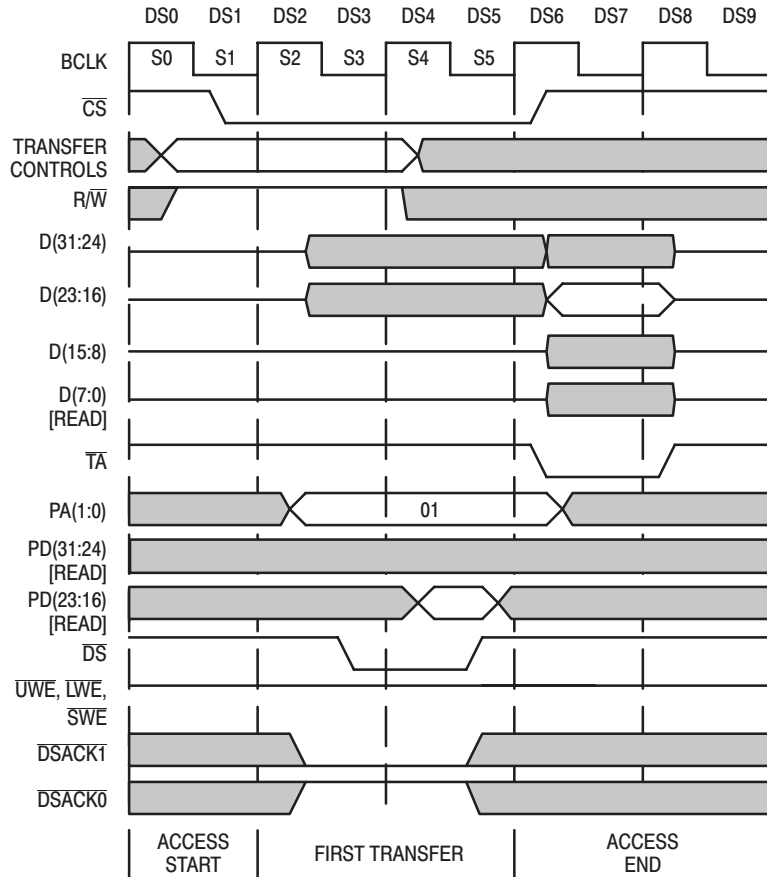 DS0 DS1 DS2 DS3 DS4 DS5 DS6 DS7 DS8 DS9
BCLK S0 S1 S2 S3 S4 S5
CS
TRANSFER
CONTROLS
R/W
D(31:24)
D(23:16)
D(15:8)
D(7:0)
[READ]
TA
PA(1:0) 01
PD(31:24)
[READ]
PD(23:16)
[READ]
DS
UWE, LWE,
SWE
DSACK1
DSACK0
ACCESS
START
FIRST TRANSFER
ACCESS
END